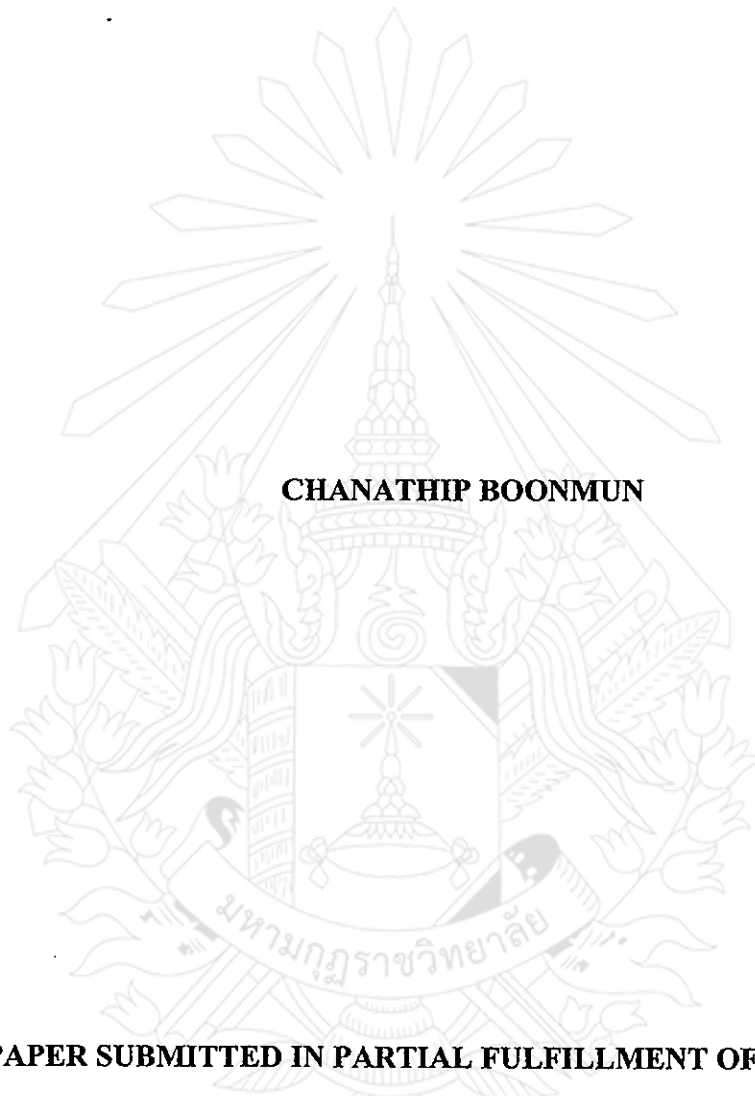 CHANATHIP BOONMUN
มหามกุฏราชวิทยาลัย
PAPER SUBMITTED IN PARTIAL FULFILLMENT OF